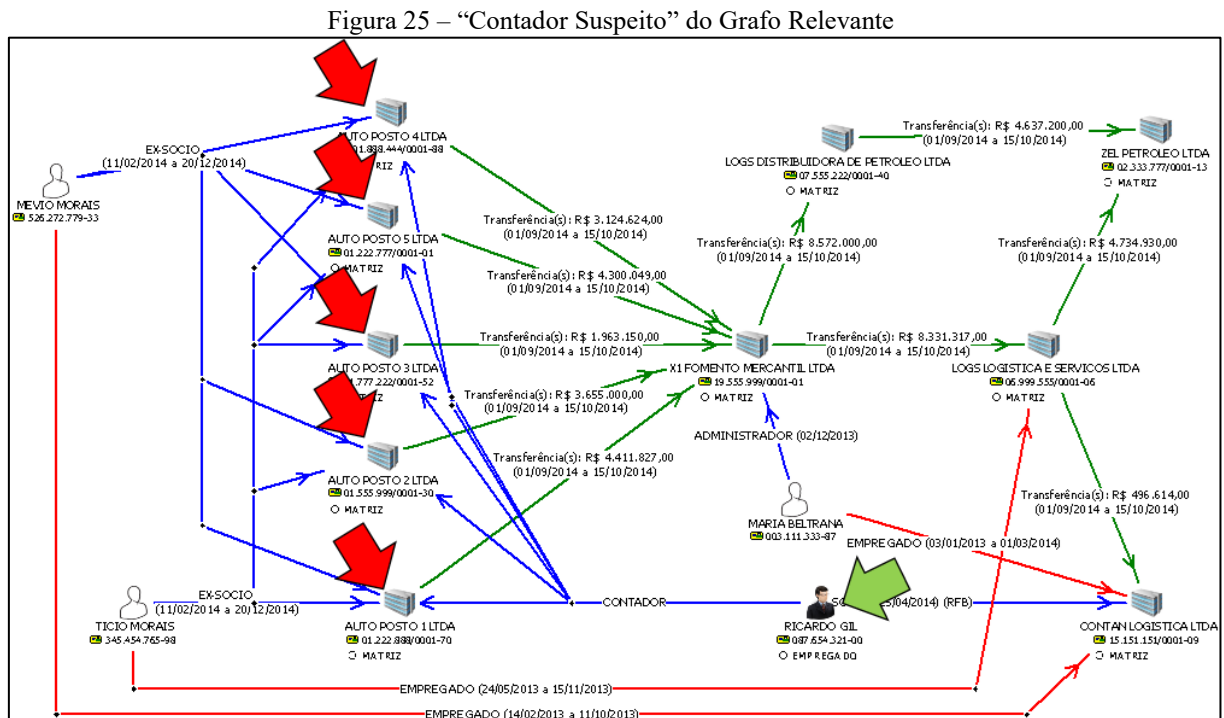 Figura 25 – “Contador Suspeito” do Grafo Relevante
AUTO POSTO 4 LTDA
01.888.444/0001-88
EX-SOCIO
(11/02/2014 a 20/12/2014)
MEVIO MORAIS
526.272.779-33
AUTO POSTO 5 LTDA
01.222.777/0001-01
MATRIZ
AUTO POSTO 3 LTDA
.777.222/0001-52
AUTO POSTO 2 LTDA
01.555.999/0001-30
MATRIZ
EX-SOCIO
(11/02/2014 a 20/12/2014)
TICIO MORAIS
345.454.765-98
AUTO POSTO 1 LTDA
01.222.888/0001-70
MATRIZ
Transferência(s): R$ 3.124.624,00
(01/09/2014 a 15/10/2014)
Transferência(s): R$ 4.300.049,00
(01/09/2014 a 15/10/2014)
Transferência(s): R$ 1.963.150,00
(01/09/2014 a 15/10/2014)
Transferência(s): R$ 3.655.000,00
(01/09/2014 a 15/10/2014)
Transferência(s): R$ 4.411.827,00
(01/09/2014 a 15/10/2014)
LOGS DISTRIBUIDORA DE PETROLEO LTDA
07.555.222/0001-40
MATRIZ
Transferência(s): R$ 4.637.200,00
(01/09/2014 a 15/10/2014)
ZEL PETROLEO LTDA
02.333.777/0001-13
MATRIZ
Transferência(s): R$ 8.572.000,00
(01/09/2014 a 15/10/2014)
Transferência(s): R$ 4.734.930,00
(01/09/2014 a 15/10/2014)
X1 FOMENTO MERCANTIL LTDA
19.555.999/0001-01
MATRIZ
Transferência(s): R$ 8.331.317,00
(01/09/2014 a 15/10/2014)
LOGS LOGISTICA E SERVICOS LTDA
06.999.555/0001-06
MATRIZ
ADMINISTRADOR (02/12/2013)
MARIA BELTRANA
003.111.333-87
Transferência(s): R$ 496.614,00
(01/09/2014 a 15/10/2014)
EMPREGADO (03/01/2013 a 01/03/2014)
CONTADOR
RICARDO GIL
087.654.321-00
EMPREGADO
5/04/2014) (RFB)
CONTAN LOGISTICA LTDA
15.151.151/0001-09
MATRIZ
EMPREGADO (24/05/2013 a 15/11/2013)
EMPREGADO (14/02/2013 a 11/10/2013)